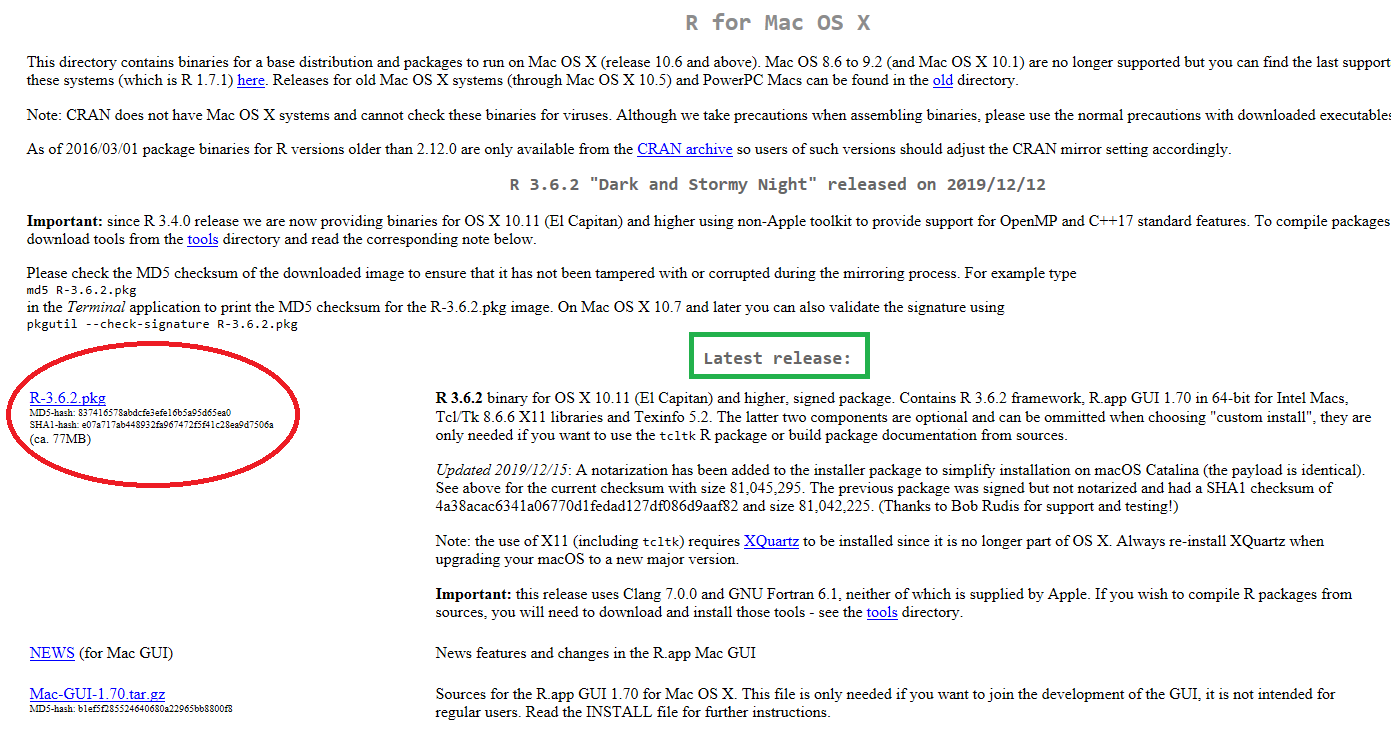 R for Mac OS X
This directory contains binaries for a base distribution and packages to run on Mac OS X (release 10.6 and above). Mac OS 8.6 to 9.2 (and Mac OS X 10.1) are no longer supported but you can find the last support
these systems (which is R 1.7.1) here. Releases for old Mac OS X systems (through Mac OS X 10.5) and PowerPC Macs can be found in the old directory.
Note: CRAN does not have Mac OS X systems and cannot check these binaries for viruses. Although we take precautions when assembling binaries, please use the normal precautions with downloaded executables
As of 2016/03/01 package binaries for R versions older than 2.12.0 are only available from the CRAN archive so users of such versions should adjust the CRAN mirror setting accordingly.
R 3.6.2 "Dark and Stormy Night" released on 2019/12/12
Important: since R 3.4.0 release we are now providing binaries for OS X 10.11 (El Capitan) and higher using non-Apple toolkit to provide support for OpenMP and C++17 standard features. To compile packages
download tools from the tools directory and read the corresponding note below.
Please check the MD5 checksum of the downloaded image to ensure that it has not been tampered with or corrupted during the mirroring process. For example type
md5 R-3.6.2.pkg
in the Terminal application to print the MD5 checksum for the R-3.6.2.pkg image. On Mac OS X 10.7 and later you can also validate the signature using
pkgutil --check-signature R-3.6.2.pkg
Latest release:
R-3.6.2.pkg
MD5-hash: 837416578abdcfe3efe16b5a95d65ea0
SHA1-hash: e07a717ab448932fa967472f5f41c28ea9d7506a
(ca. 77MB)
R 3.6.2 binary for OS X 10.11 (El Capitan) and higher, signed package. Contains R 3.6.2 framework, R.app GUI 1.70 in 64-bit for Intel Macs,
Tcl/Tk 8.6.6 X11 libraries and Texinfo 5.2. The latter two components are optional and can be ommitted when choosing "custom install", they are
only needed if you want to use the tcltk R package or build package documentation from sources.
Updated 2019/12/15: A notarization has been added to the installer package to simplify installation on macOS Catalina (the payload is identical).
See above for the current checksum with size 81,045,295. The previous package was signed but not notarized and had a SHA1 checksum of
4a38acac6341a06770d1fedad127df086d9aaf82 and size 81,042,225. (Thanks to Bob Rudis for support and testing!)
Note: the use of X11 (including tcltk) requires XQuartz to be installed since it is no longer part of OS X. Always re-install XQuartz when
upgrading your macOS to a new major version.
Important: this release uses Clang 7.0.0 and GNU Fortran 6.1, neither of which is supplied by Apple. If you wish to compile R packages from
sources, you will need to download and install those tools - see the tools directory.
NEWS (for Mac GUI)
News features and changes in the R.app Mac GUI
Mac-GUI-1.70.tar.gz
MD5-hash: b1ef5f285524640680a22965bb8800f8
Sources for the R.app GUI 1.70 for Mac OS X. This file is only needed if you want to join the development of the GUI, it is not intended for
regular users. Read the INSTALL file for further instructions.